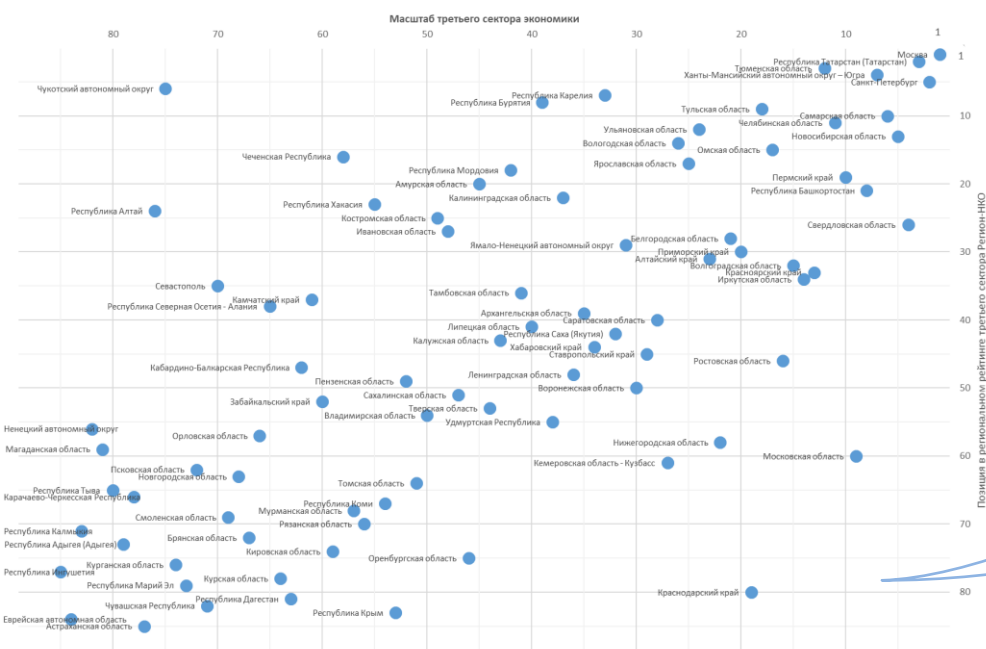 Масштаб третьего сектора экономики
80 70 60 50 40 30 20 10 1
Москва
1
Республика Татарстан (Татарстан)
Тюменская область
Ханты-Мансийский автономный округ – Югра
Санкт-Петербург
Чукотский автономный округ
Республика Карелия
Республика Бурятия
Тульская область
Самарская область
10
Челябинская область
Ульяновская область
Новосибирская область
Вологодская область
Омская область
Чеченская Республика
Ярославская область
Республика Мордовия
Пермский край
Амурская область
20
Республика Башкортостан
Калининградская область
Республика Хакасия
Республика Алтай
Костромская область
Свердловская область
Ивановская область
Белгородская область
Ямало-Ненецкий автономный округ
Приморский край
30
Алтайский край
Волгоградская область
Красноярский край
Иркутская область
Севастополь
Тамбовская область
Камчатский край
Республика Северная Осетия - Алания
Архангельская область
Саратовская область
40
Липецкая область
Республика Саха (Якутия)
Калужская область
Хабаровский край
Ставропольский край
Ростовская область
Кабардино-Балкарская Республика
Ленинградская область
Пензенская область
Воронежская область
50
Сахалинская область
Забайкальский край
Тверская область
Владимирская область
Удмуртская Республика
Ненецкий автономный округ
Орловская область
Нижегородская область
Магаданская область
Московская область
60
Кемеровская область - Кузбасс
Псковская область
Новгородская область
Томская область
Республика Тыва
Карачаево-Черкесская Республика
Республика Коми
Мурманская область
Смоленская область
Рязанская область
70
Республика Калмыкия
Брянская область
Республика Адыгея (Адыгея)
Кировская область
Оренбургская область
Курганская область
Республика Ингушетия
Курская область
Республика Марий Эл
Краснодарский край
80
Республика Дагестан
Чувашская Республика
Республика Крым
Еврейская автономная область
Астраханская область
Позиция в региональном рейтинге третьего сектора Регион-НКО